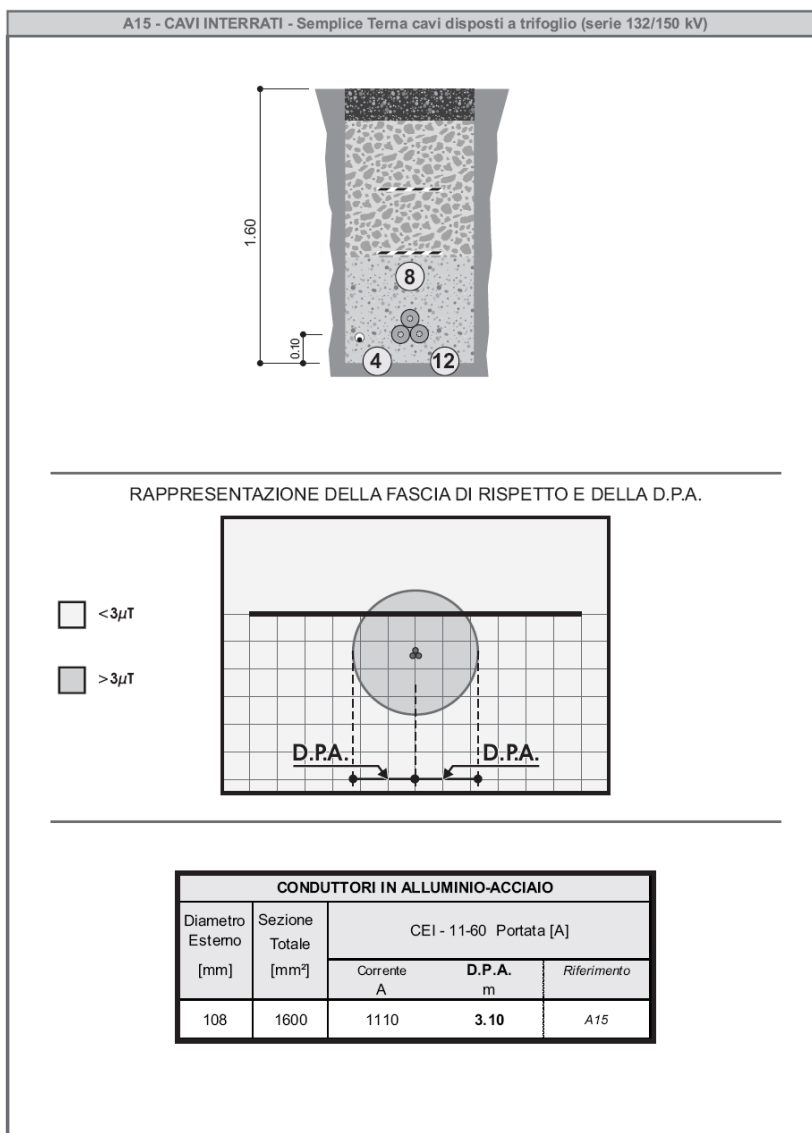 A15 - CAVI INTERRATI - Semplice Terna cavi disposti a trifoglio (serie 132/150 kV)
1.60
0.10
8
4
12
RAPPRESENTAZIONE DELLA FASCIA DI RISPETTO E DELLA D.P.A.
<3μT
>3μT
D.P.A.
D.P.A.
CONDUTTORI IN ALLUMINIO-ACCIAIO
Diametro Esterno [mm]
Sezione Totale [mm²]
CEI - 11-60 Portata [A]
Corrente A
D.P.A. m
Riferimento
108 1600 1110 3.10 A15